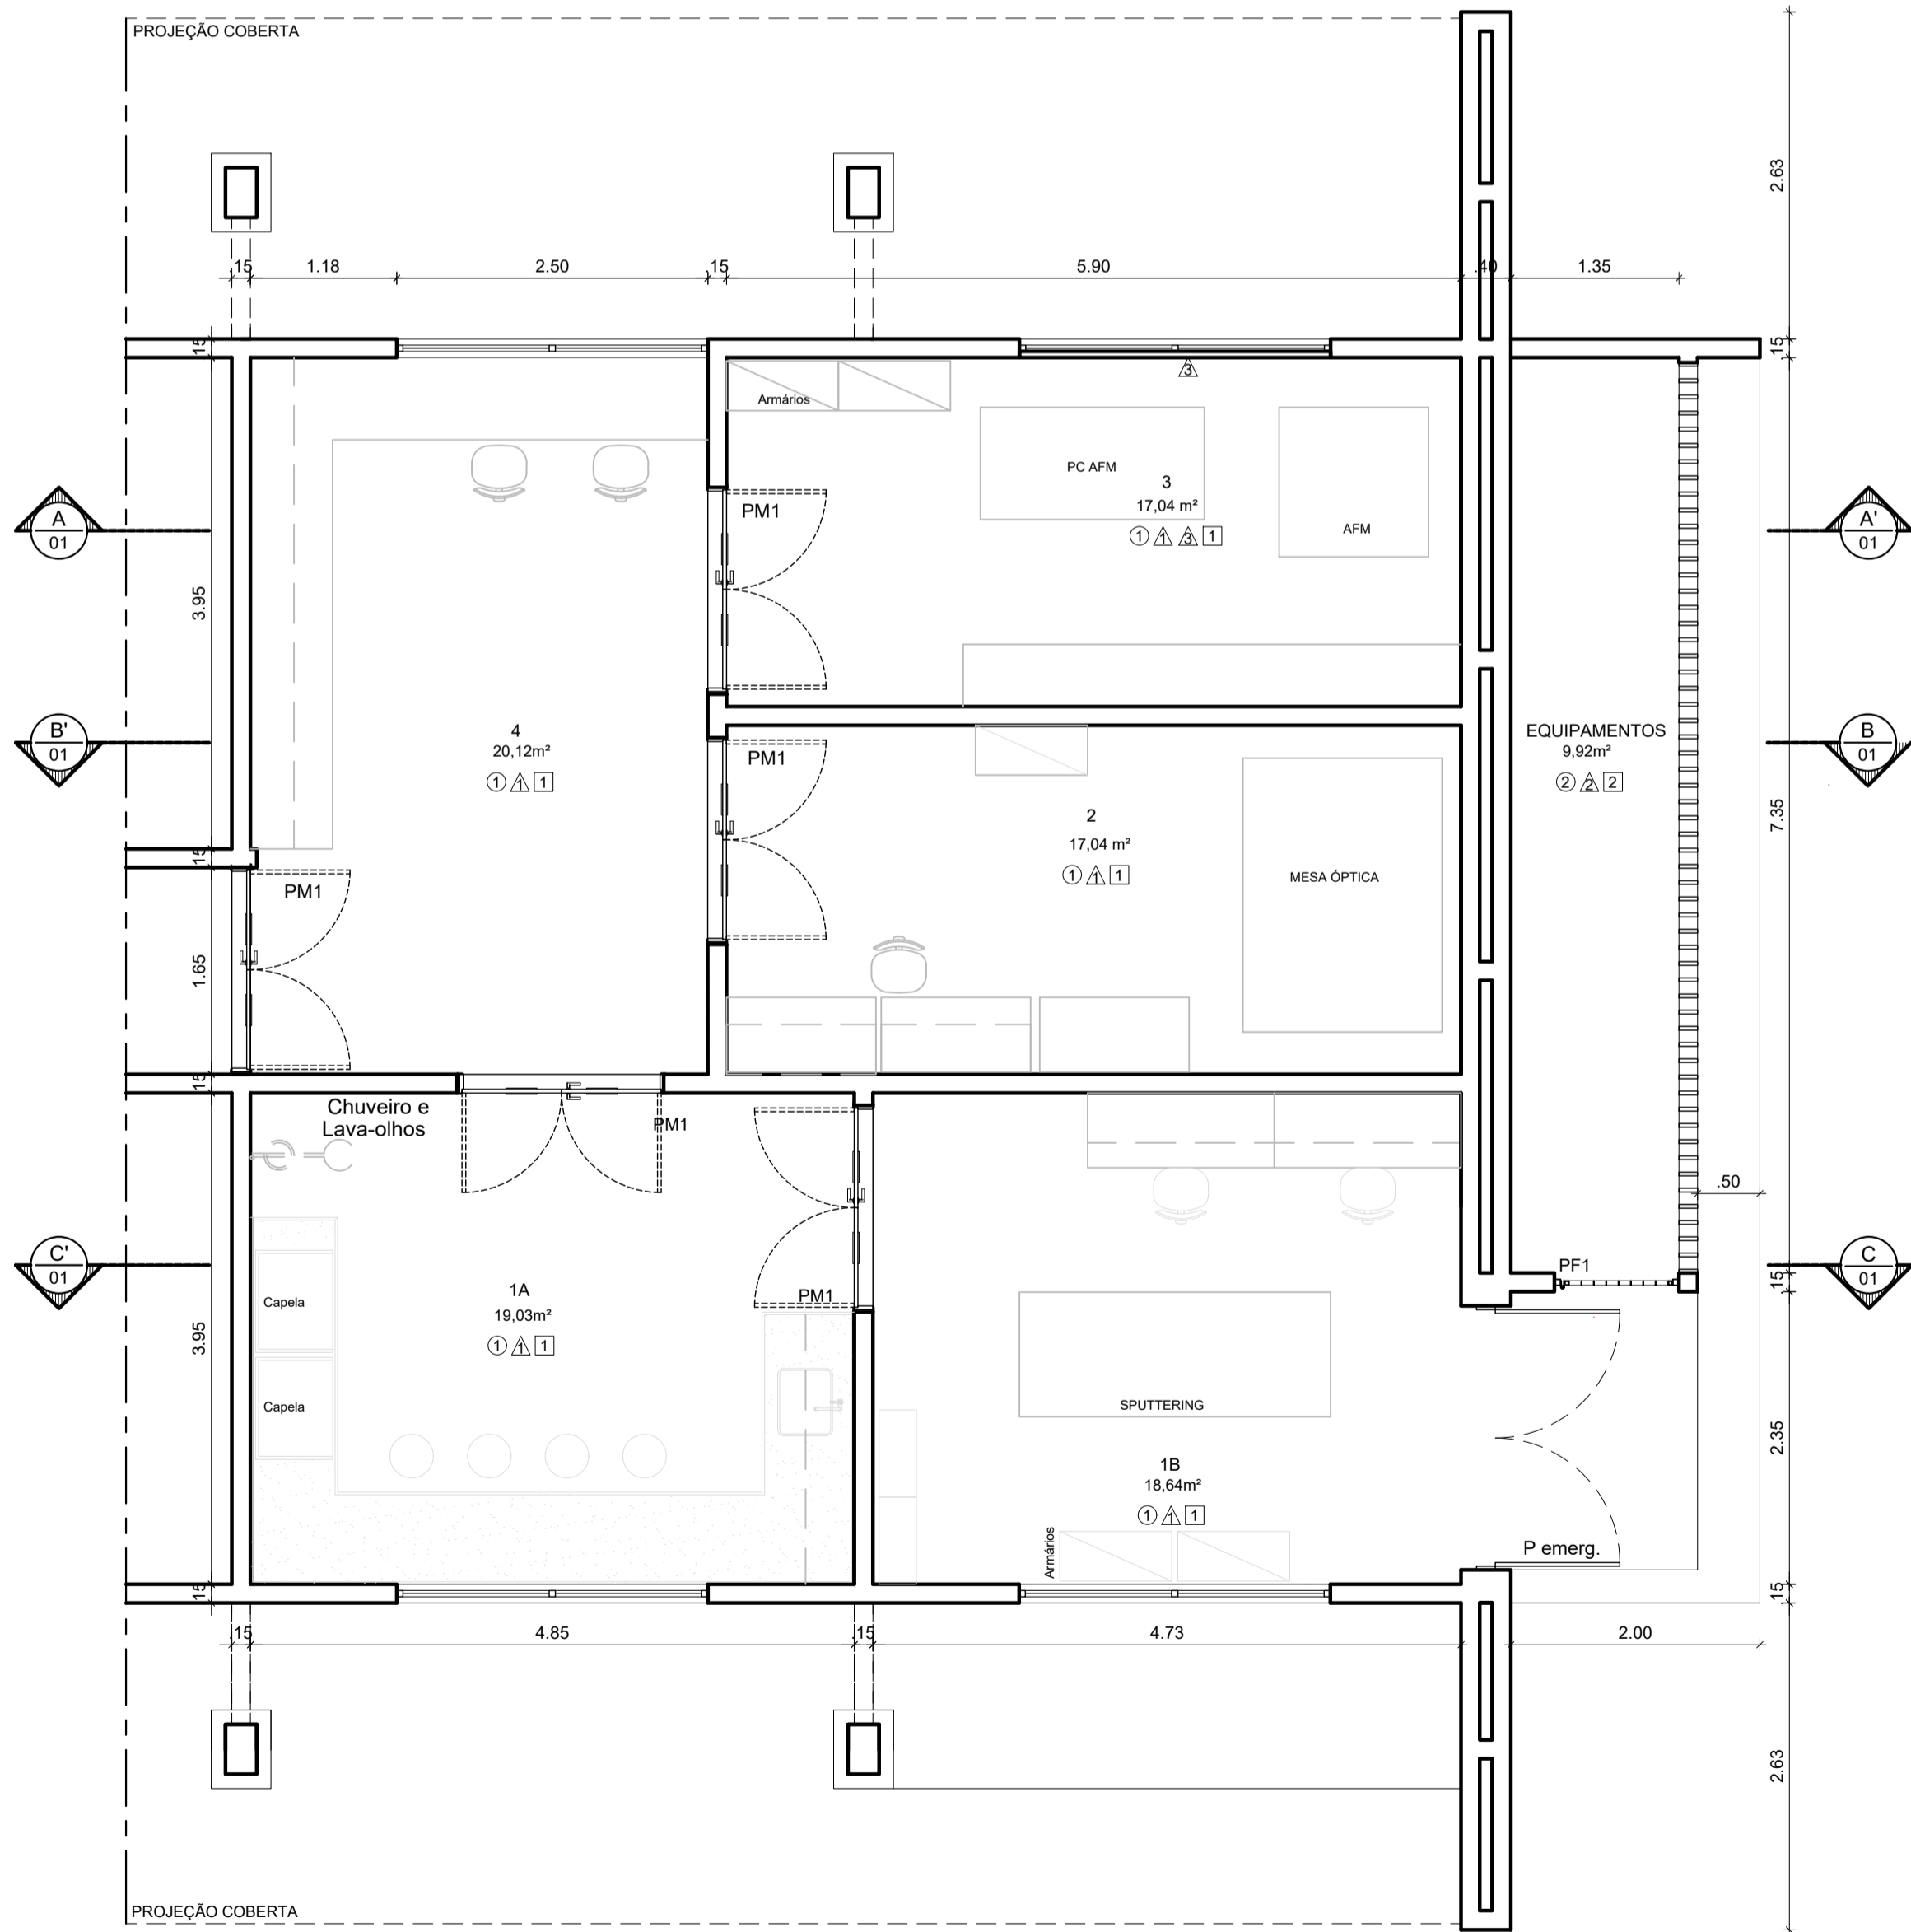 PROJEÇÃO COBERTA
2.63
.15
1.18
2.50
.15
5.90
.40
1.35
.15
.15
3
Armários
PC AFM
3
17,04 m²
1 1 3 1
AFM
PM1
A
01
A'
01
3.95
B'
01
4
20,12m²
1 1 1
PM1
EQUIPAMENTOS
9,92m²
2 2 2
B
01
7.35
2
17,04 m²
1 1 1
MESA ÓPTICA
.15
PM1
1.65
.15
Chuveiro e
Lava-olhos
PM1
.50
C'
01
Capela
1A
19,03m²
1 1 1
PM1
PF1
.15
C
01
3.95
Capela
SPUTTERING
2.35
1B
18,64m²
1 1 1
Armários
P emerg.
.15
.15
.15
4.85
.15
4.73
2.00
2.63
PROJEÇÃO COBERTA